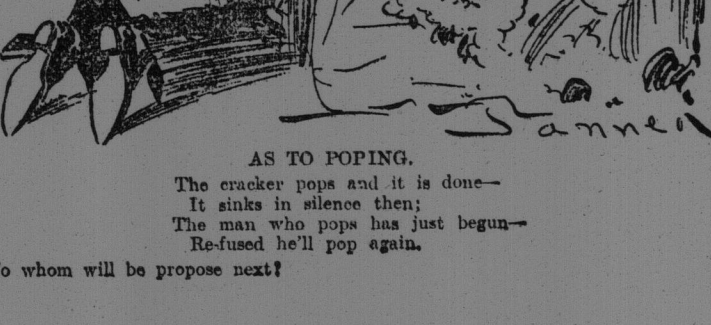 Sanner
AS TO POPING.
The cracker pops and it is done—
It sinks in silence then;
The man who pops has just begun—
Re-fused he'll pop again.
o whom will be propose next?